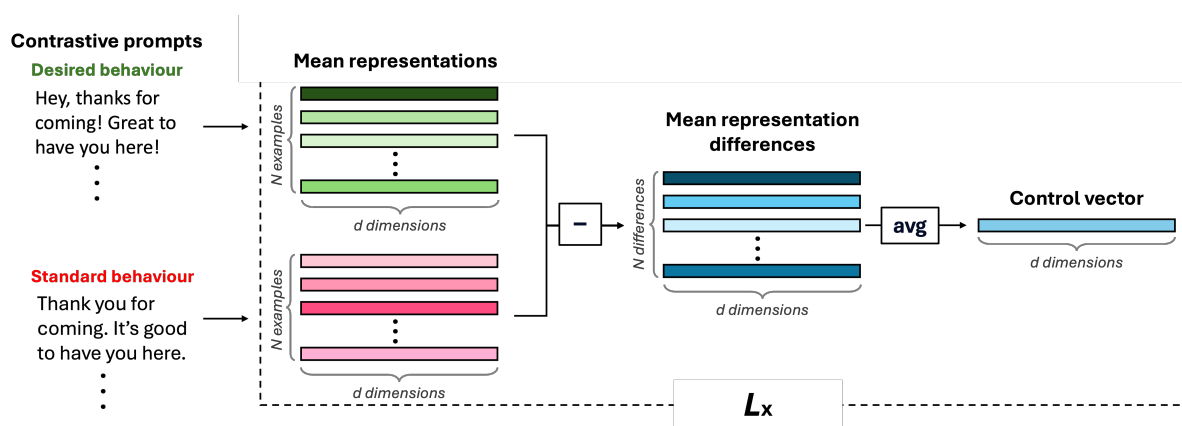 Contrastive prompts
Desired behaviour
Hey, thanks for
coming! Great to
have you here!
Standard behaviour
Thank you for
coming. It's good
to have you here.
Mean representations
N examples
d dimensions
N examples
d dimensions
–
Mean representation
differences
N differences
d dimensions
avg
Control vector
d dimensions
Lx